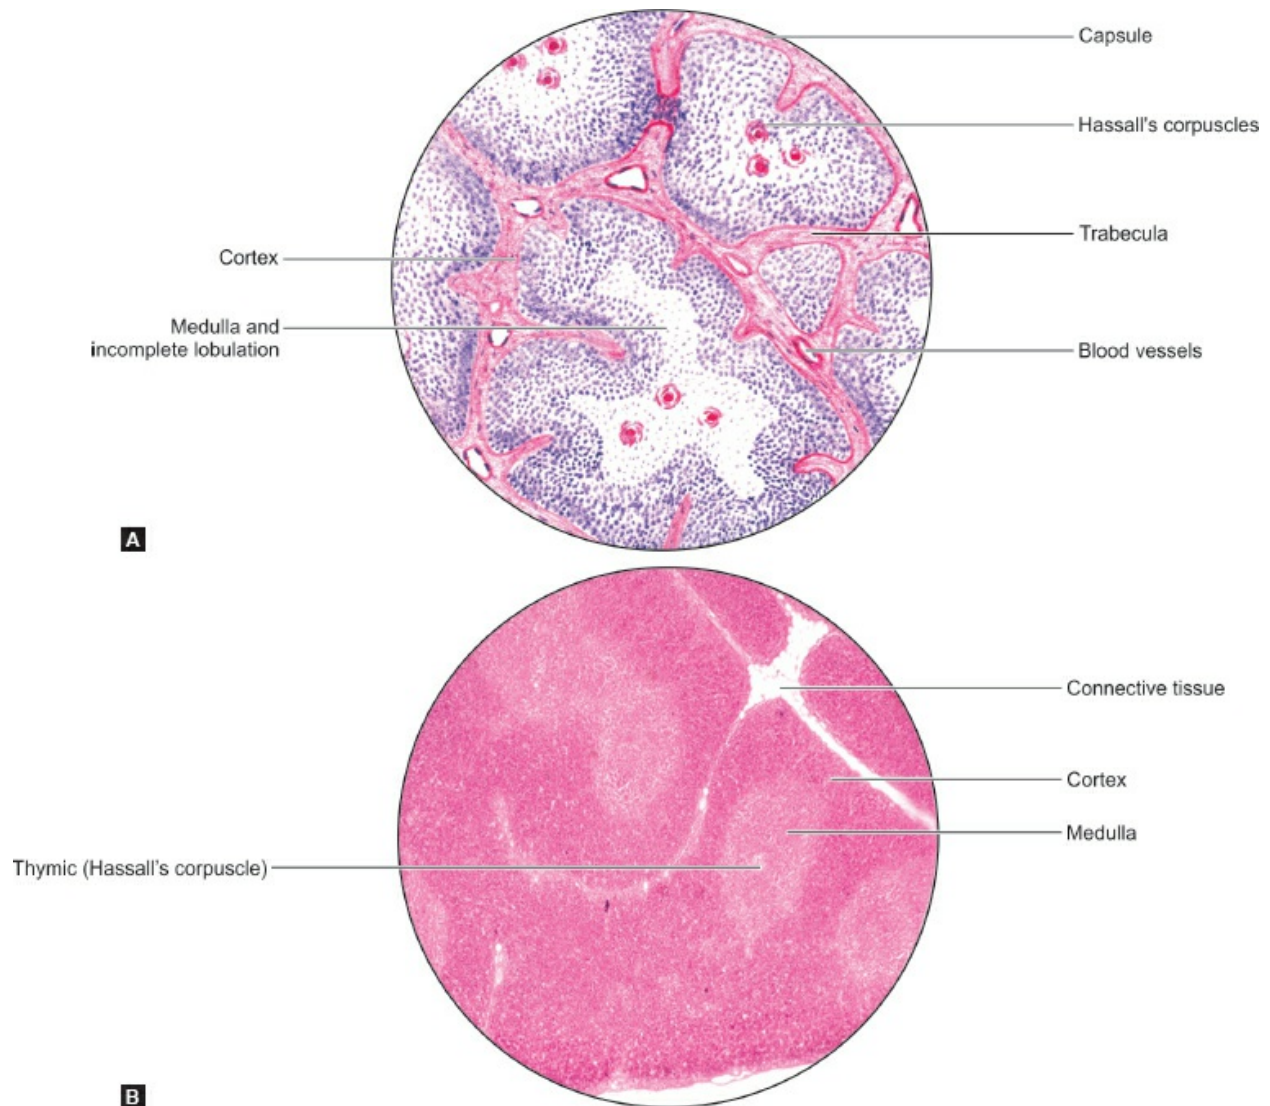 Capsule
Hassall's corpuscles
Trabecula
Cortex
Medulla and
incomplete lobulation
Blood vessels
A
Connective tissue
Cortex
Medulla
Thymic (Hassall's corpuscle)
B